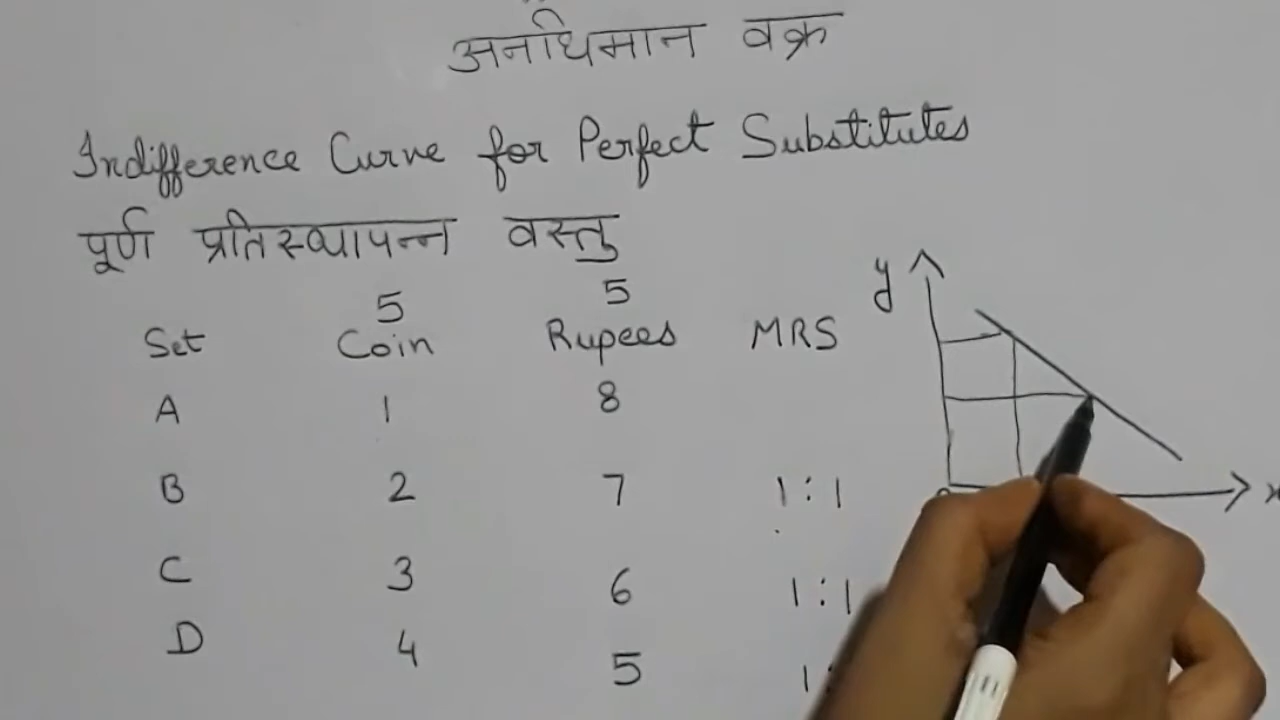 अनधिमान वक्र
Indifference Curve for Perfect Substitutes
पूर्ण प्रतिस्थापन्न वस्तु
5 5
Set Coin Rupees MRS
A 1 8
B 2 7 1:1
C 3 6 1:1
D 4 5 1:
y
x